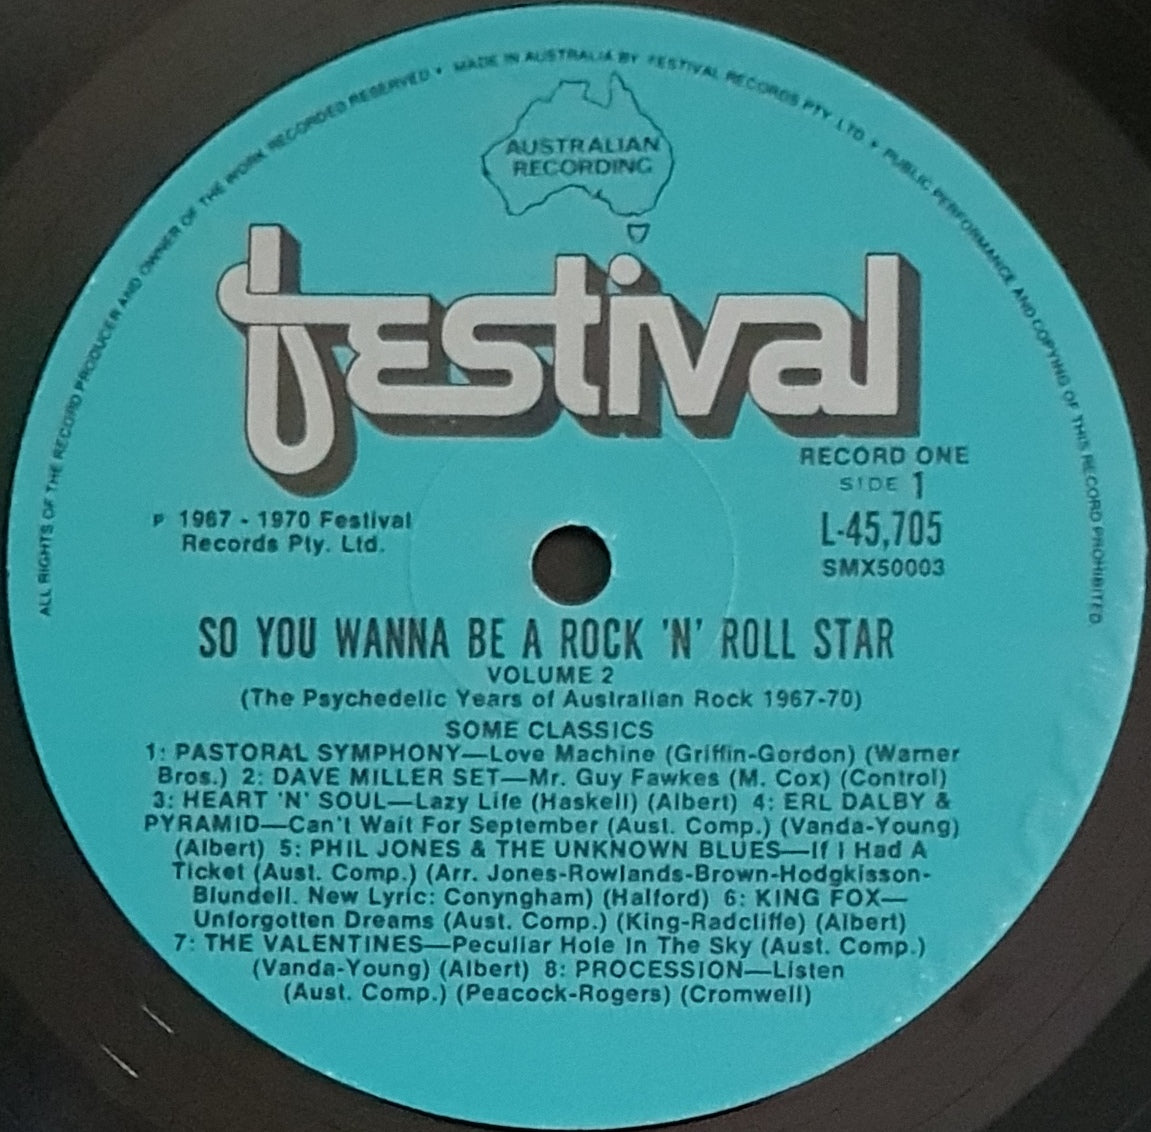 ALL RIGHTS OF THE RECORD PRODUCER AND OWNER OF THE WORK RECORDED RESERVED • MADE IN AUSTRALIA BY FESTIVAL RECORDS PTY. LTD. • PUBLIC PERFORMANCE AND COPYING OF THIS RECORD PROHIBITED.
AUSTRALIAN
RECORDING
festival
RECORD ONE
SIDE 1
L-45,705
SMX50003
P 1967 - 1970 Festival
Records Pty. Ltd.
SO YOU WANNA BE A ROCK 'N' ROLL STAR
VOLUME 2
(The Psychedelic Years of Australian Rock 1967-70)
SOME CLASSICS
1: PASTORAL SYMPHONY—Love Machine (Griffin-Gordon) (Warner
Bros.) 2: DAVE MILLER SET—Mr. Guy Fawkes (M. Cox) (Control)
3: HEART 'N' SOUL—Lazy Life (Haskell) (Albert) 4: ERL DALBY &
PYRAMID—Can't Wait For September (Aust. Comp.) (Vanda-Young)
(Albert) 5: PHIL JONES & THE UNKNOWN BLUES—If I Had A
Ticket (Aust. Comp.) (Arr. Jones-Rowlands-Brown-Hodgkisson-
Blundell. New Lyric: Conyngham) (Halford) 6: KING FOX—
Unforgotten Dreams (Aust. Comp.) (King-Radcliffe) (Albert)
7: THE VALENTINES—Peculiar Hole In The Sky (Aust. Comp.)
(Vanda-Young) (Albert) 8: PROCESSION—Listen
(Aust. Comp.) (Peacock-Rogers) (Cromwell)